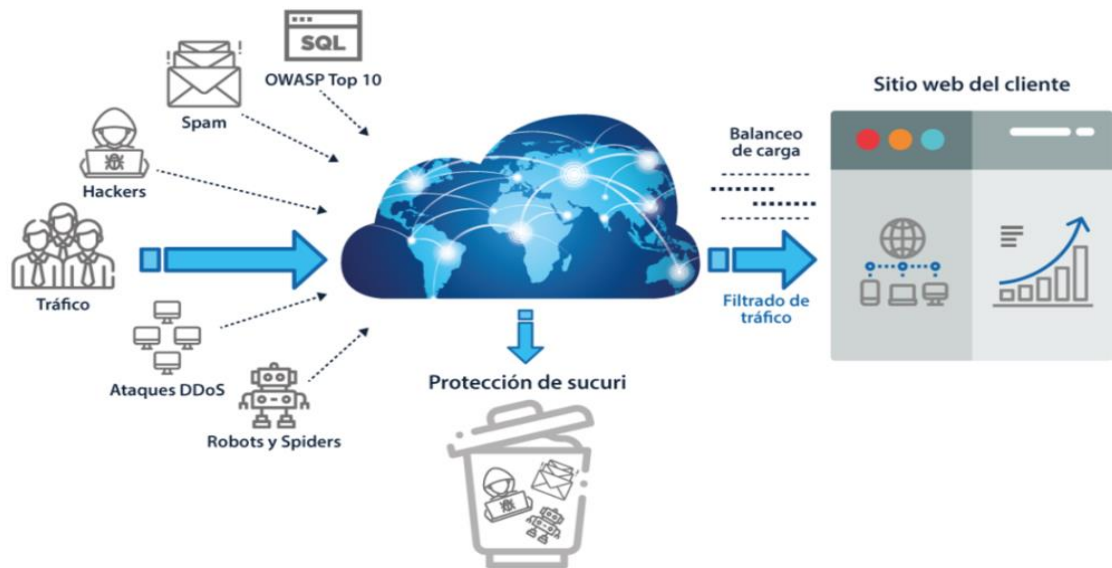 SQL
OWASP Top 10
Spam
Hackers
Tráfico
Ataques DDoS
Robots y Spiders
Protección de sucuri
Balanceo
de carga
Filtrado de
tráfico
Sitio web del cliente